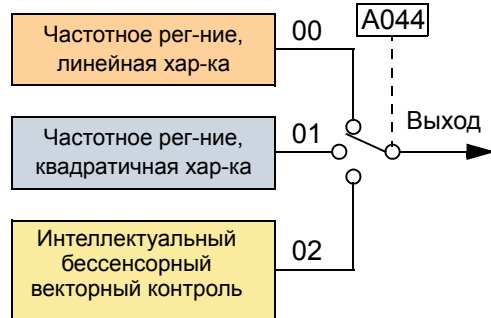 Частотное рег-ние,
линейная хар-ка
00
A044
Частотное рег-ние,
квадратичная хар-ка
01
Выход
Интеллектуальный
бессенсорный
векторный контроль
02